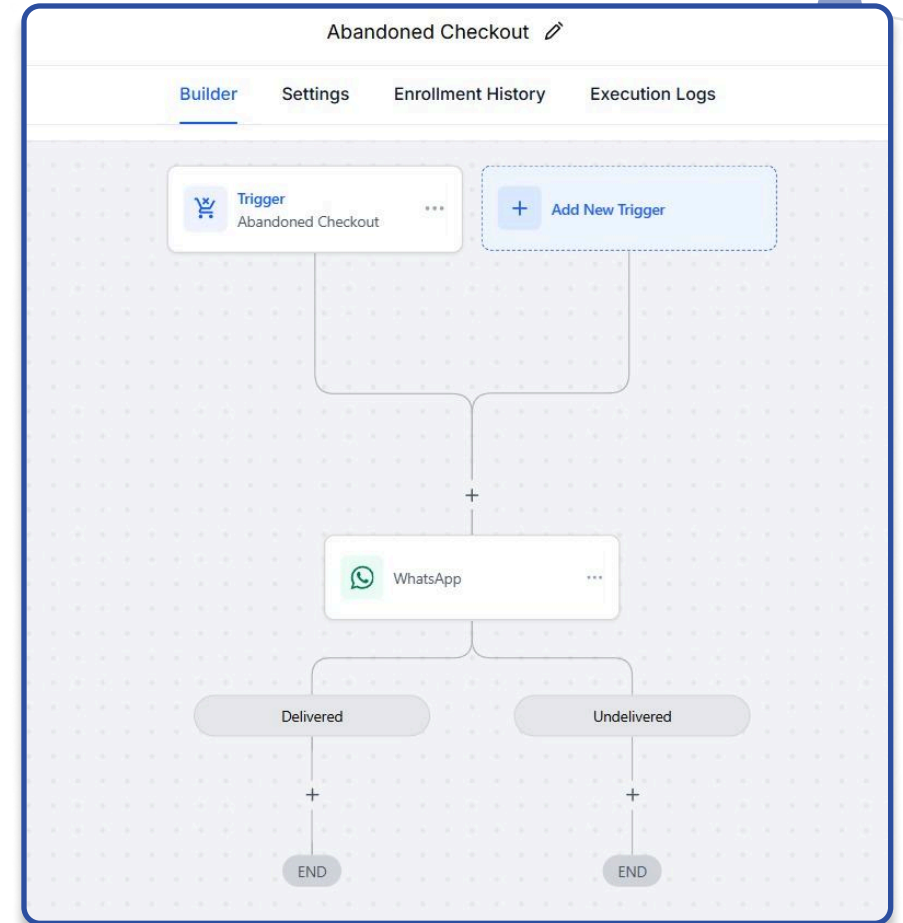 Abandoned Checkout
Builder Settings Enrollment History Execution Logs
Trigger
Abandoned Checkout
Add New Trigger
WhatsApp
Delivered Undelivered
END END